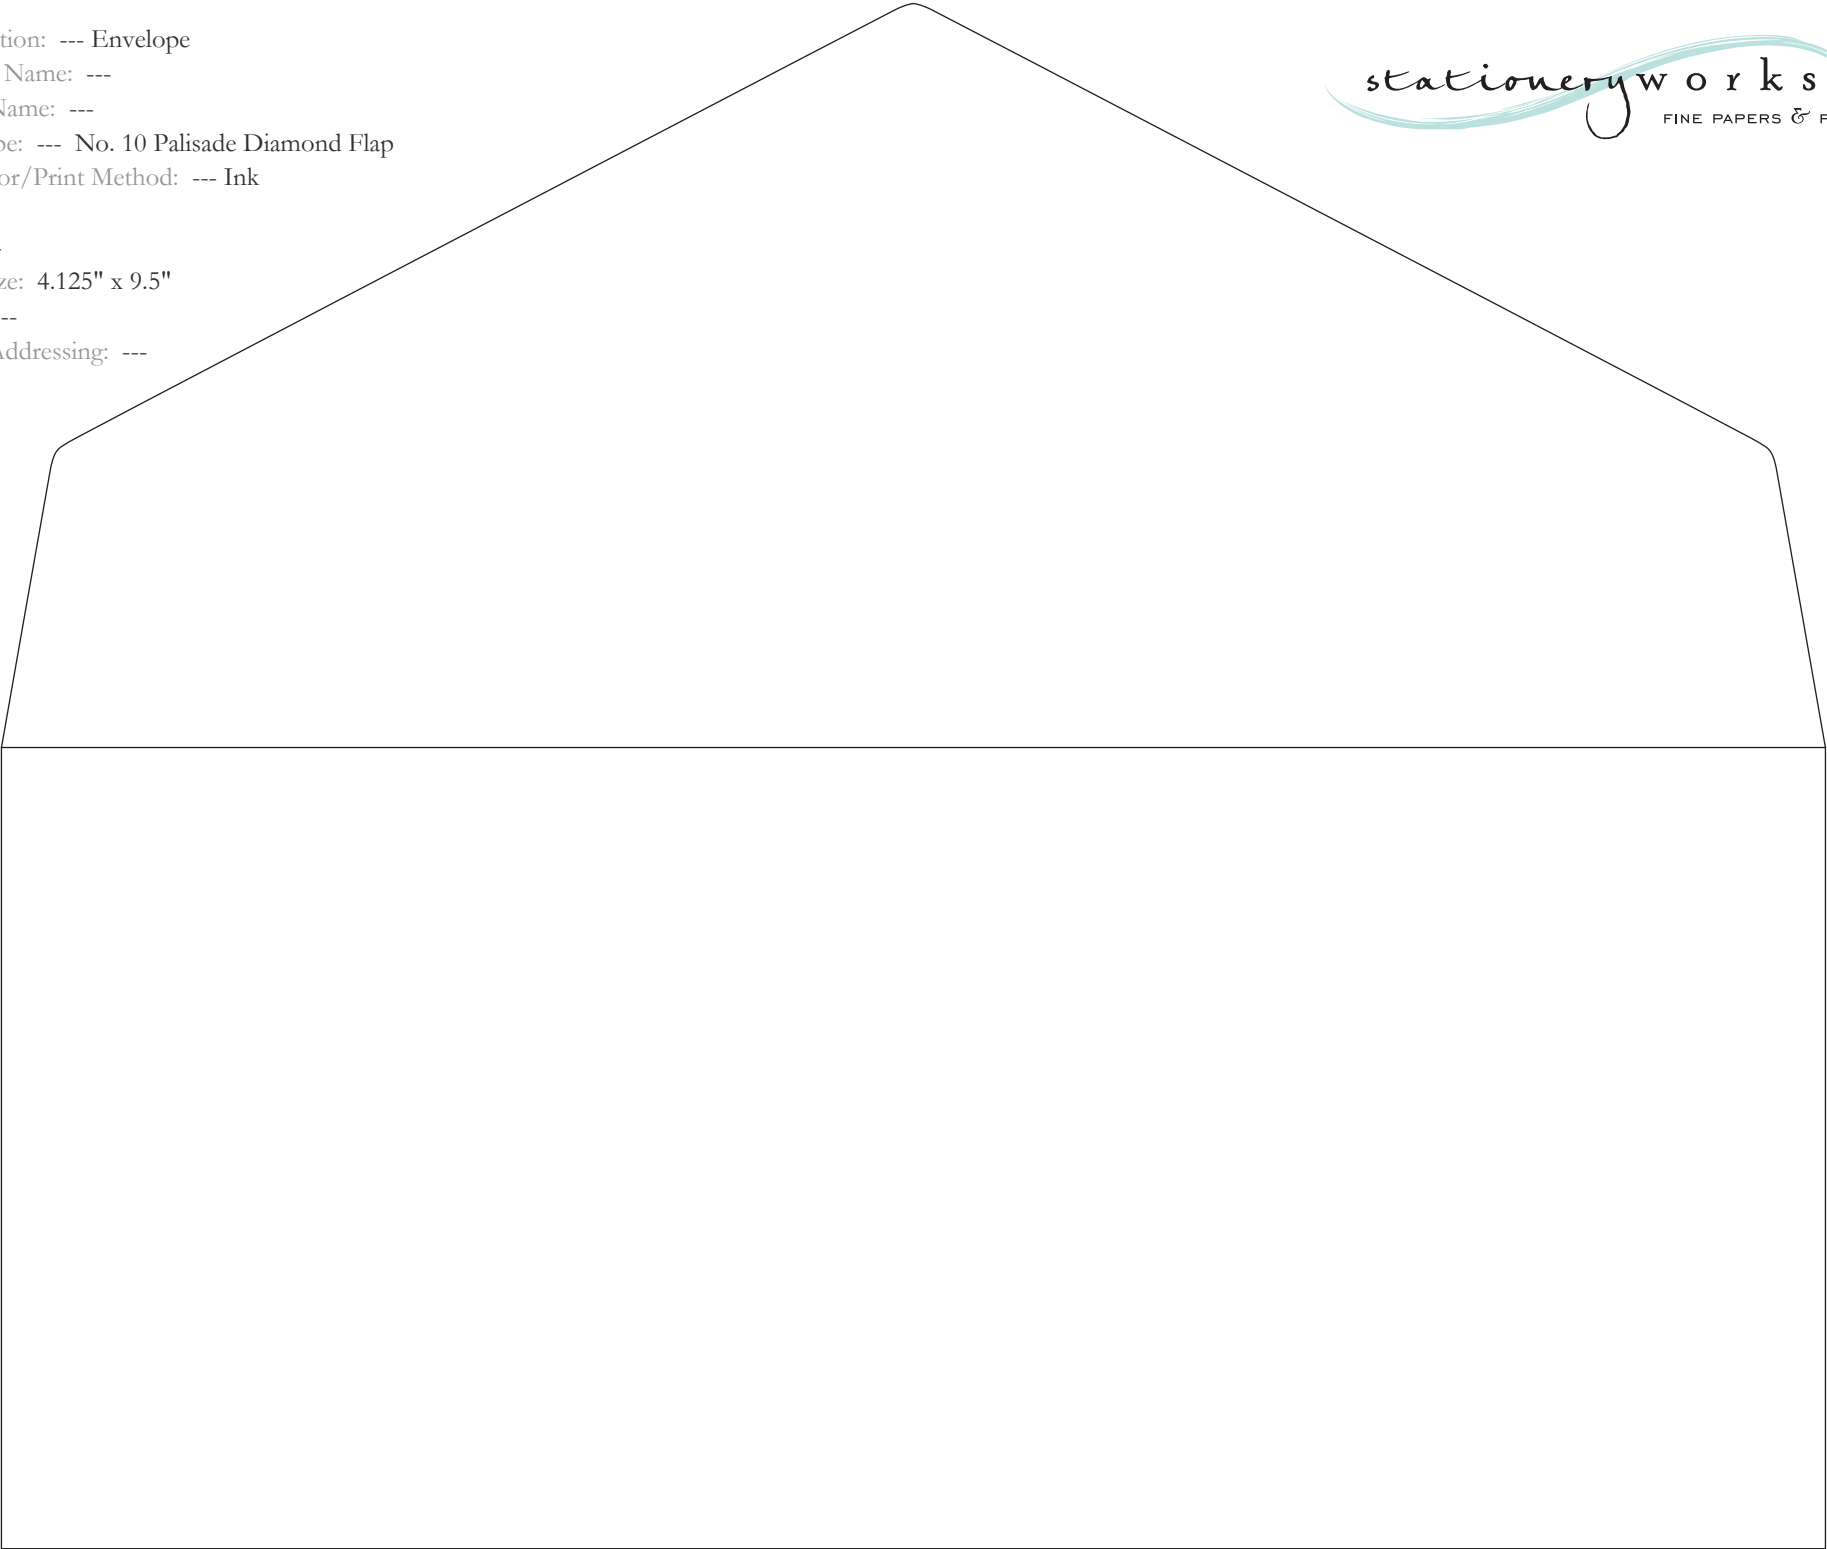 tion: --- Envelope
Name: ---
Name: ---
pe: --- No. 10 Palisade Diamond Flap
or/Print Method: --- Ink
ze: 4.125" x 9.5"
---
Addressing: ---
stationeryworks
FINE PAPERS &